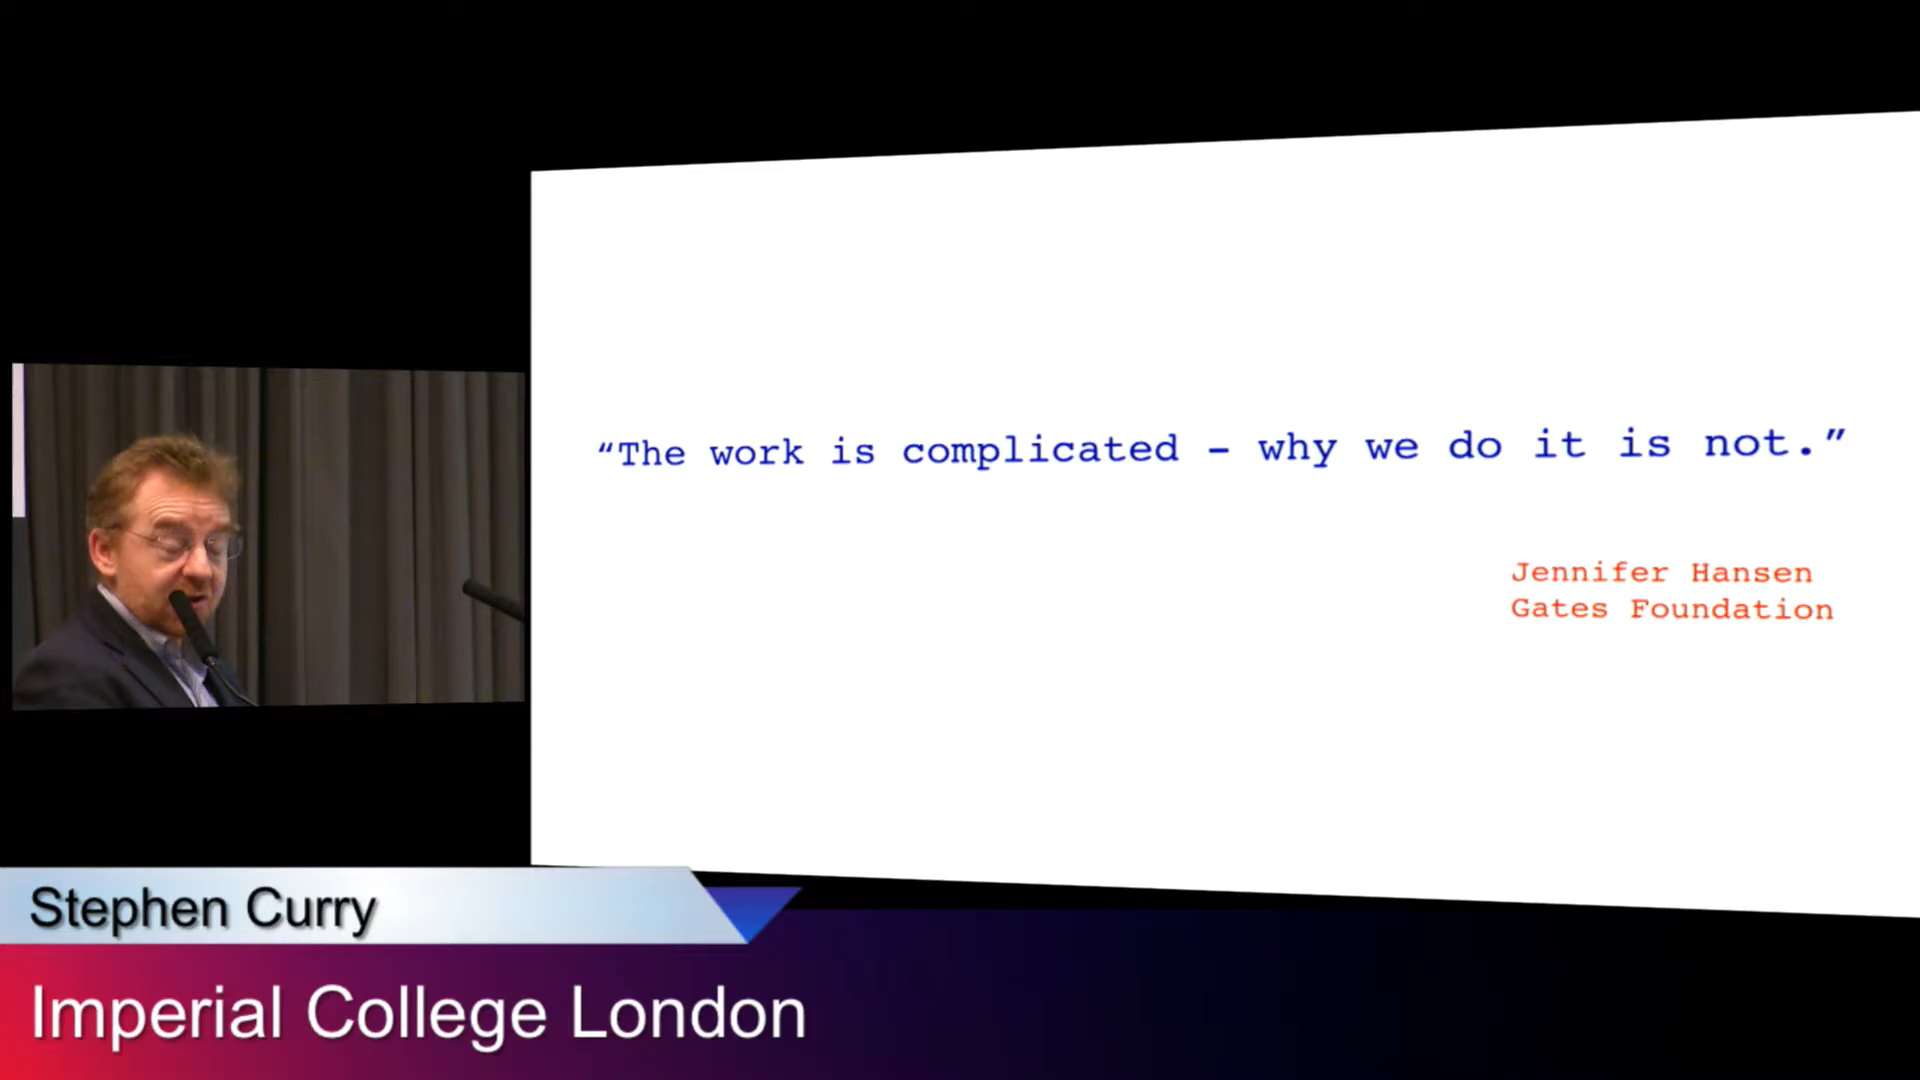 “The work is complicated – why we do it is not.”
Jennifer Hansen
Gates Foundation
Stephen Curry
Imperial College London